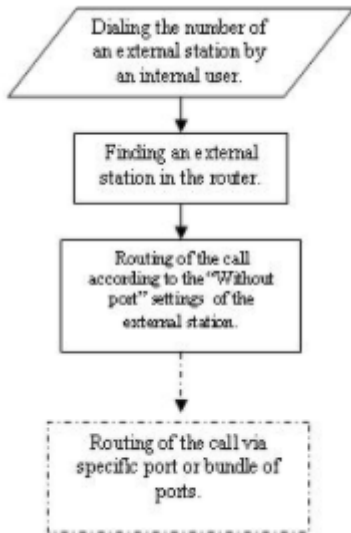 Dialing the number of
an external station by
an internal user.
Finding an external
station in the router.
Routing of the call
according to the "Without
port" settings of the
external station.
Routing of the call via
specific port or bundle of
ports.